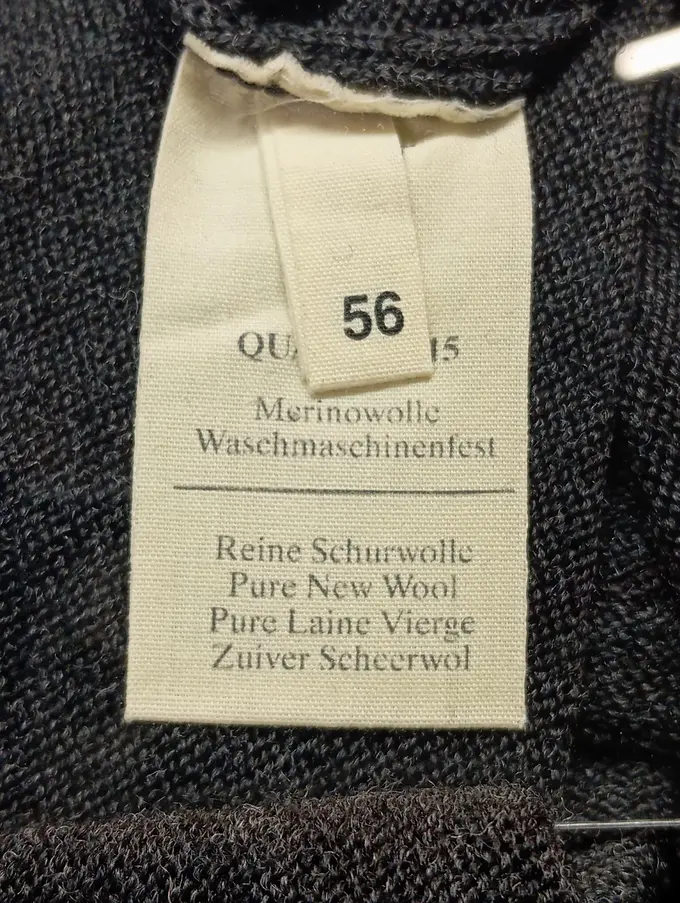 56
Merinowolle
Waschmaschinenfest
Reine Schurwolle
Pure New Wool
Pure Laine Vierge
Zuiver Scheerwol